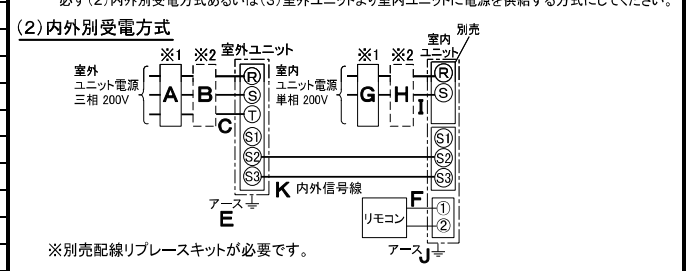 必ず(2)内外別受電方式あるいは(3)室外ユニットより室内ユニットに電源を供給する方式にしてください。
(2)内外別受電方式
別売
※1 ※2 室外ユニット
※1 ※2 室内ユニット
室外
ユニット電源
三相 200V
A B C
R
S
T
S1
S2
S3
室内
ユニット電源
単相 200V
G H I
R
S
S1
S2
S3
K 内外信号線
アース
E
F
リモコン
①
②
アース J
※別売配線リプレースキットが必要です。